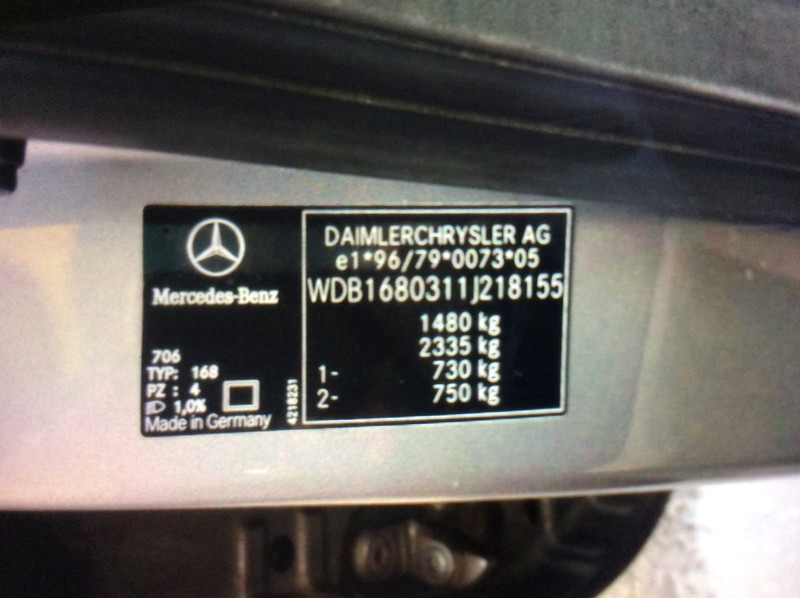 Mercedes-Benz
706
TYP: 168
PZ : 4
1,0%
Made in Germany
4218231
DAIMLERCHRYSLER AG
e1*96/79*0073*05
WDB1680311J218155
1480 kg
2335 kg
1- 730 kg
2- 750 kg